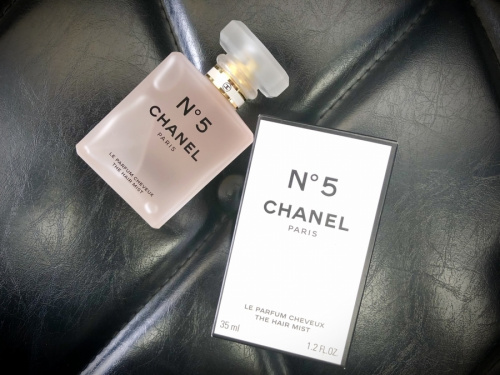 N°5
CHANEL
PARIS
LE PARFUM CHEVEUX
THE HAIR MIST
N°5
CHANEL
PARIS
LE PARFUM CHEVEUX
THE HAIR MIST
35 ml
1.2 FL.OZ.